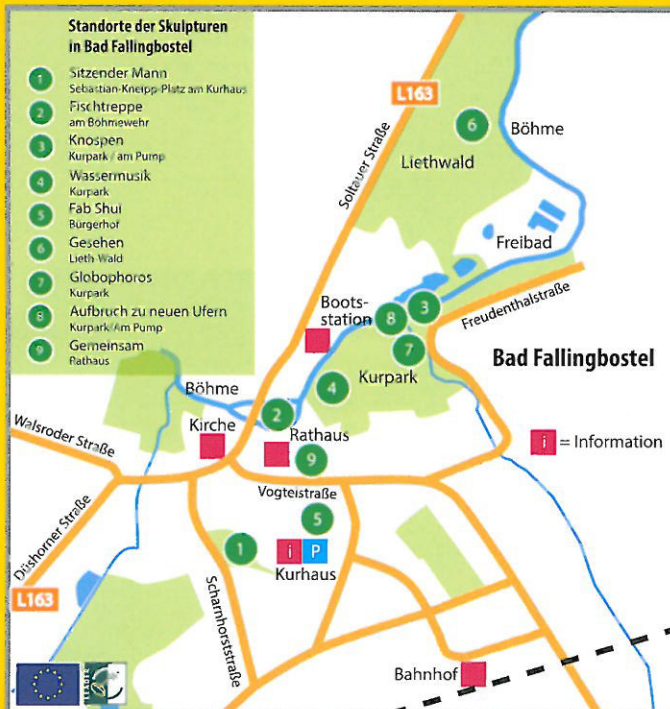 Standorte der Skulpturen
in Bad Fallingbostel
1 Sitzender Mann
Sebastian-Kneipp-Platz am Kurhaus
2 Fischtreppe
am Böhmewehr
3 Knospen
Kurpark / am Pump
4 Wassermusik
Kurpark
5 Fab Shui
Bürgerhof
6 Gesehen
Lieth-Wald
7 Globophoros
Kurpark
8 Aufbruch zu neuen Ufern
Kurpark/Am Pump
9 Gemeinsam
Rathaus
L163
6
Böhme
Liethwald
Soltauer Straße
Freibad
Boots-
station
8
3
Freudenthalstraße
7
Bad Fallingbostel
Kurpark
4
Böhme
2
Kirche
Rathaus
Walsroder Straße
9
i = Information
Vogteistraße
5
Düshorner Straße
1
i P
Kurhaus
L163
Scharnhorststraße
Bahnhof
LEADER